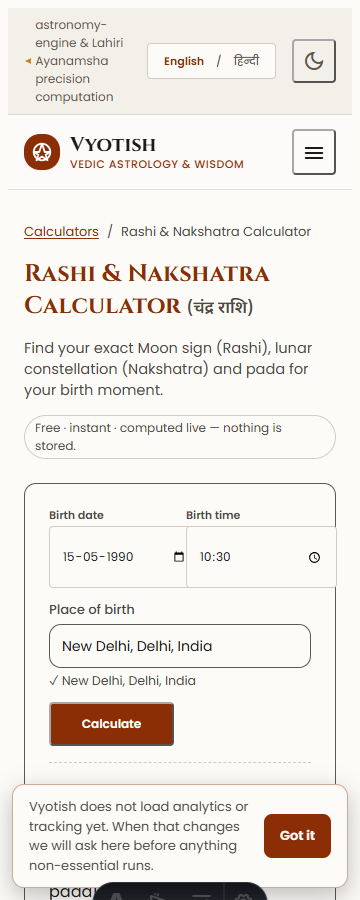 astronomy-
engine & Lahiri
Ayanamsha
precision
computation
English / हिन्दी
Vyotish
VEDIC ASTROLOGY & WISDOM
Calculators / Rashi & Nakshatra Calculator
Rashi & Nakshatra
Calculator (चंद्र राशि)
Find your exact Moon sign (Rashi), lunar
constellation (Nakshatra) and pada for
your birth moment.
Free · instant · computed live — nothing is
stored.
Birth date Birth time
15-05-1990 10:30
Place of birth
New Delhi, Delhi, India
✓ New Delhi, Delhi, India
Calculate
Vyotish does not load analytics or
tracking yet. When that changes
we will ask here before anything
non-essential runs.
Got it